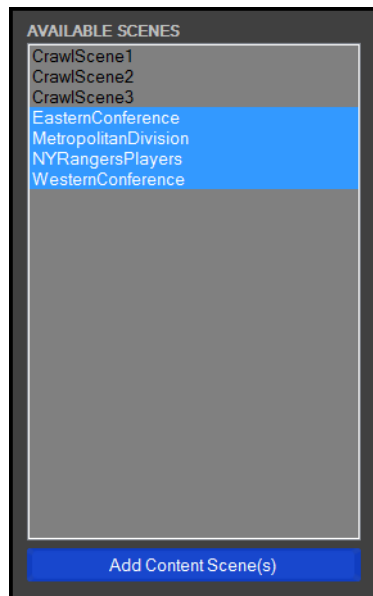 AVAILABLE SCENES
CrawlScene1
CrawlScene2
CrawlScene3
EasternConference
MetropolitanDivision
NYRangersPlayers
WesternConference
Add Content Scene(s)